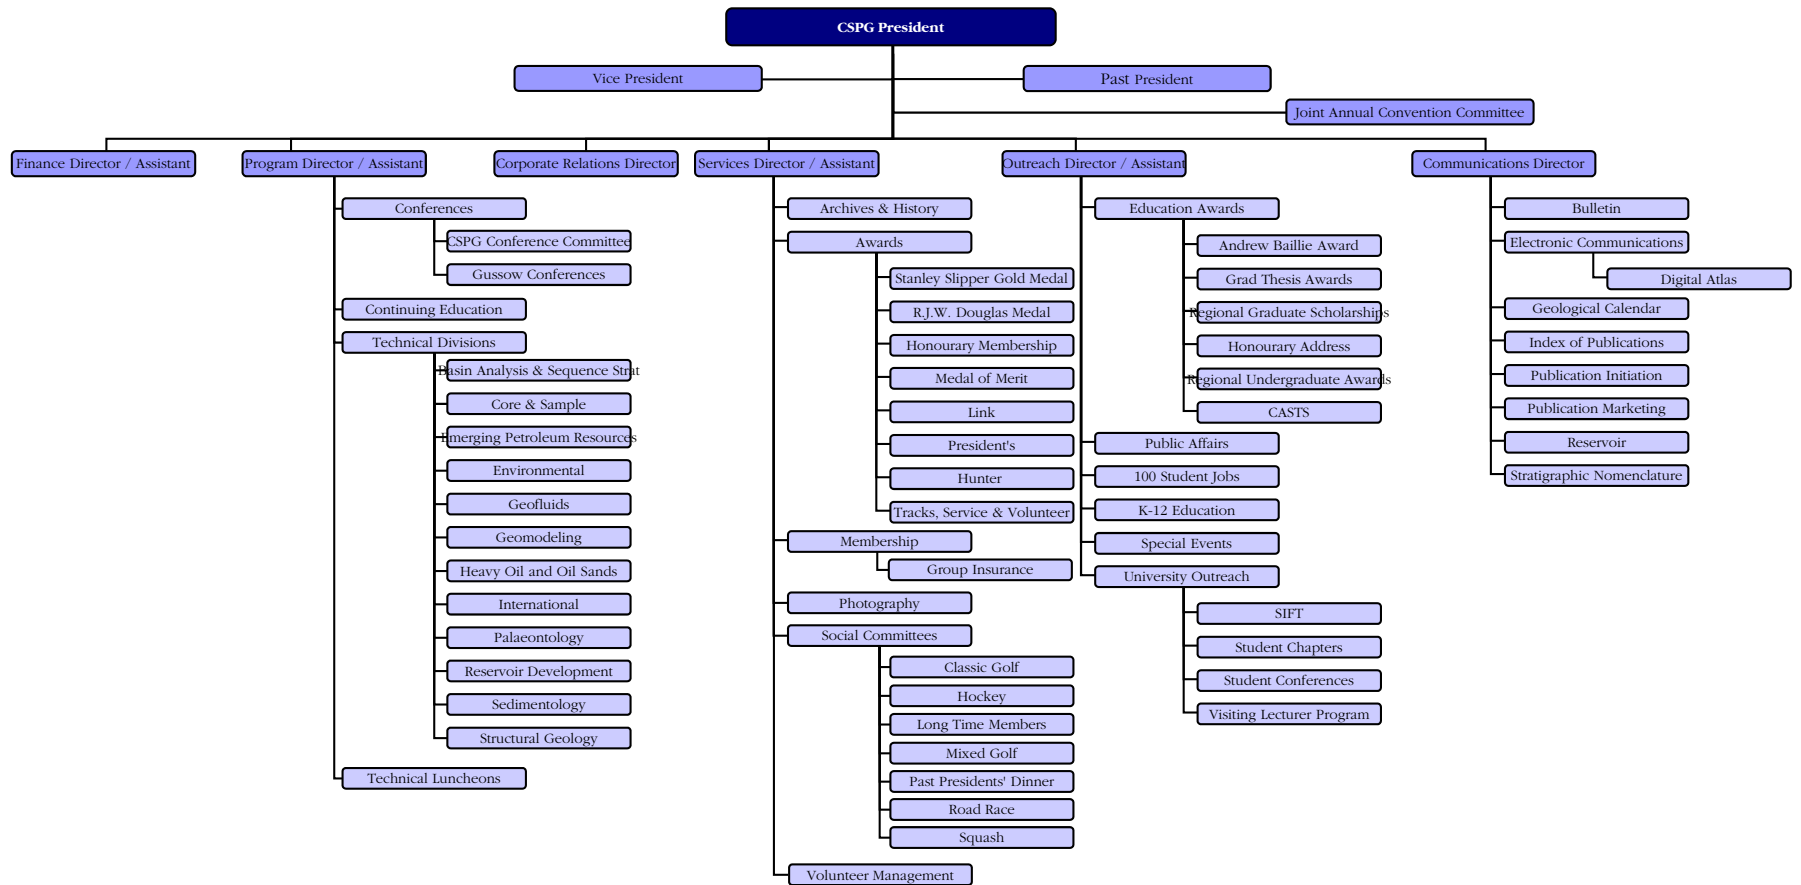 CSPG President
Vice President
Past President
Joint Annual Convention Committee
Finance Director / Assistant
Program Director / Assistant
Corporate Relations Director
Services Director / Assistant
Outreach Director / Assistant
Communications Director
Conferences
CSPG Conference Committee
Gussow Conferences
Continuing Education
Technical Divisions
Basin Analysis & Sequence Strat
Core & Sample
Emerging Petroleum Resources
Environmental
Geofluids
Geomodeling
Heavy Oil and Oil Sands
International
Palaeontology
Reservoir Development
Sedimentology
Structural Geology
Technical Luncheons
Archives & History
Awards
Stanley Slipper Gold Medal
R.J.W. Douglas Medal
Honourary Membership
Medal of Merit
Link
President's
Hunter
Tracks, Service & Volunteer
Membership
Group Insurance
Photography
Social Committees
Classic Golf
Hockey
Long Time Members
Mixed Golf
Past Presidents' Dinner
Road Race
Squash
Volunteer Management
Education Awards
Andrew Baillie Award
Grad Thesis Awards
Regional Graduate Scholarships
Honourary Address
Regional Undergraduate Awards
CASTS
Public Affairs
100 Student Jobs
K-12 Education
Special Events
University Outreach
SIFT
Student Chapters
Student Conferences
Visiting Lecturer Program
Bulletin
Electronic Communications
Digital Atlas
Geological Calendar
Index of Publications
Publication Initiation
Publication Marketing
Reservoir
Stratigraphic Nomenclature